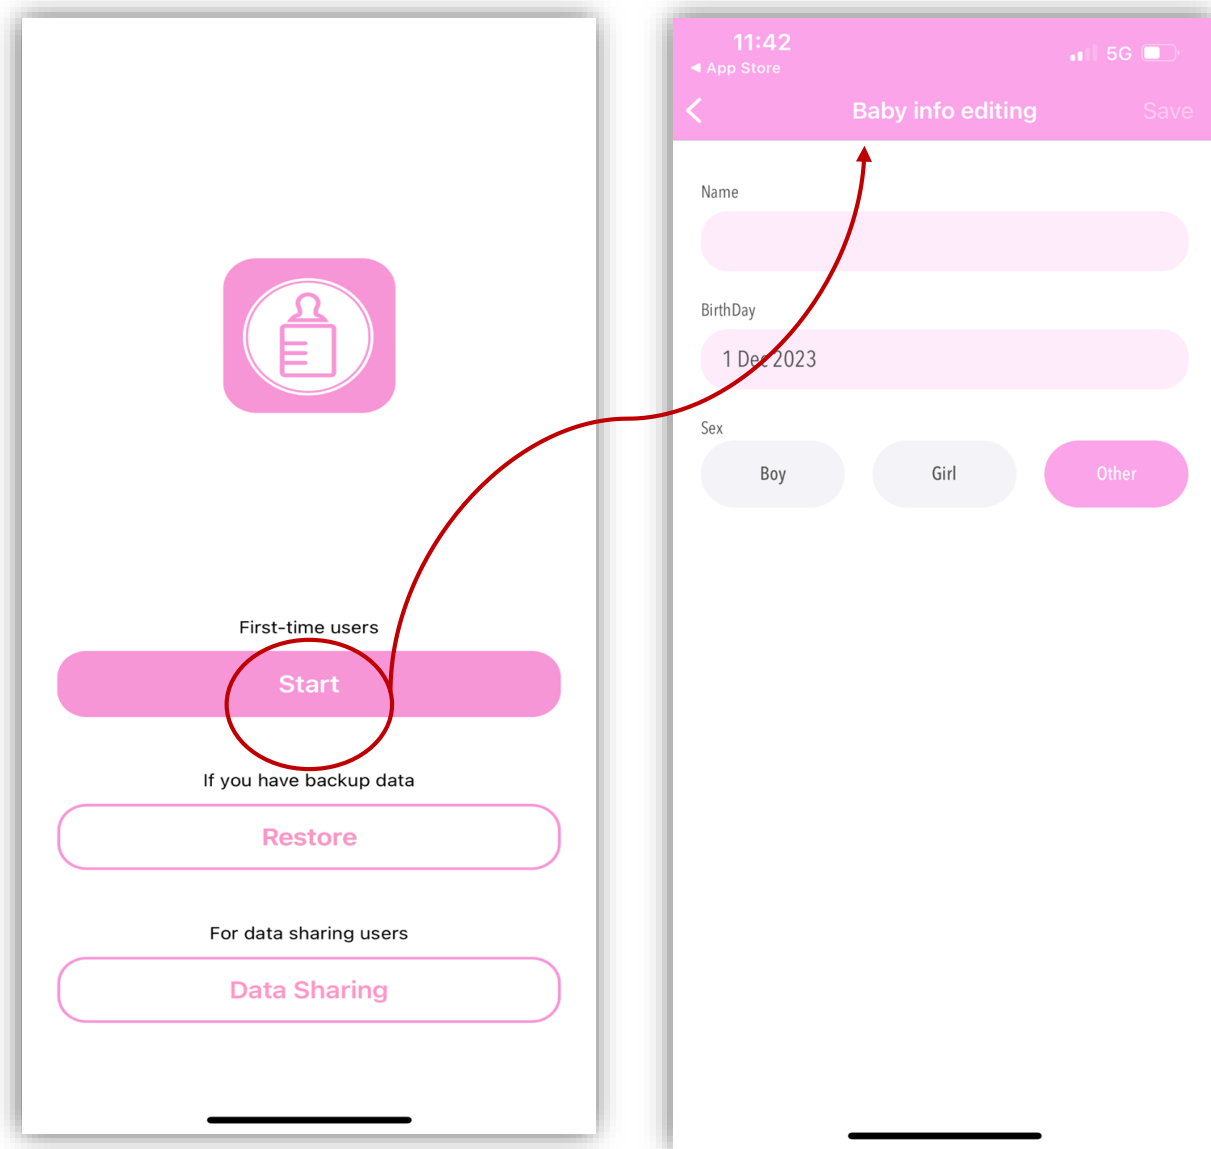 First-time users
Start
If you have backup data
Restore
For data sharing users
Data Sharing
11:42
5G
◀ App Store
Baby info editing
Save
Name
BirthDay
1 Dec 2023
Sex
Boy
Girl
Other